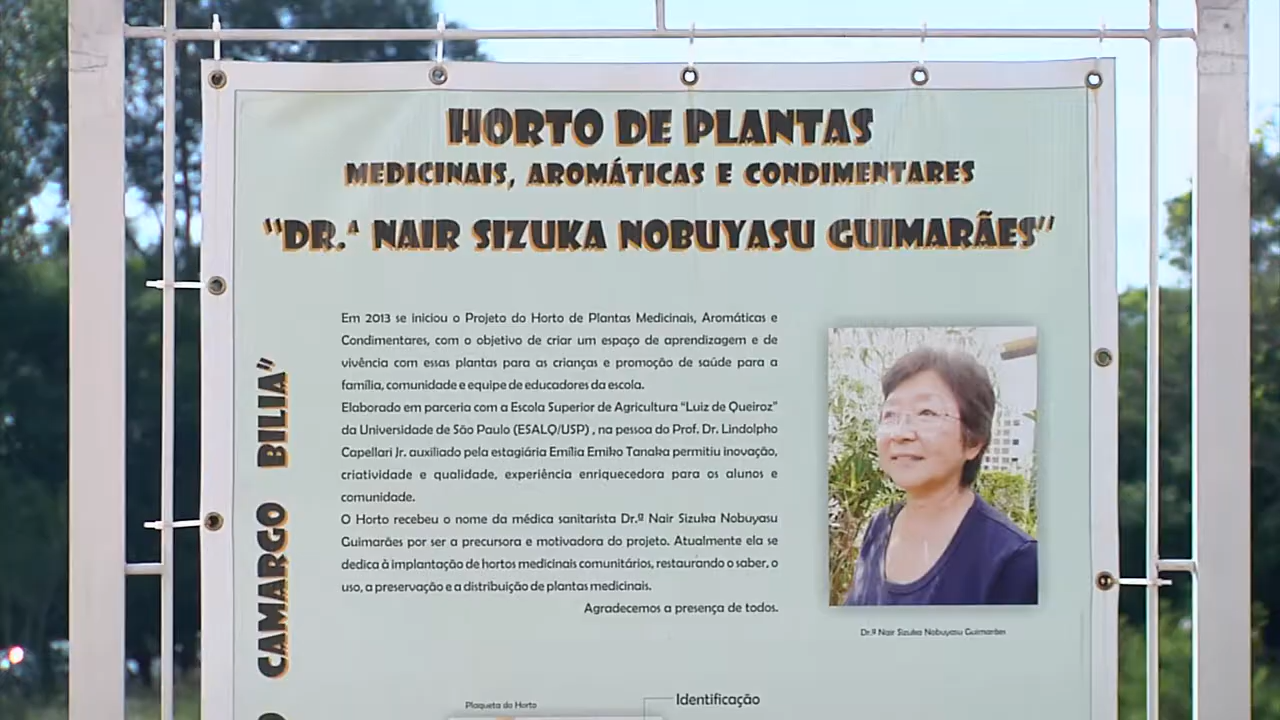 HORTO DE PLANTAS
MEDICINAIS, AROMÁTICAS E CONDIMENTARES
"DR.ª NAIR SIZUKA NOBUYASU GUIMARÃES"
Em 2013 se iniciou o Projeto do Horto de Plantas Medicinais, Aromáticas e
Condimentares, com o objetivo de criar um espaço de aprendizagem e de
vivência com essas plantas para as crianças e promoção de saúde para a
família, comunidade e equipe de educadores da escola.
Elaborado em parceria com a Escola Superior de Agricultura "Luiz de Queiroz"
da Universidade de São Paulo (ESALQ/USP) , na pessoa do Prof. Dr. Lindolpho
Capellari Jr. auxiliado pela estagiária Emília Emiko Tanaka permitiu inovação,
criatividade e qualidade, experiência enriquecedora para os alunos e
comunidade.
O Horto recebeu o nome da médica sanitarista Dr.ª Nair Sizuka Nobuyasu
Guimarães por ser a precursora e motivadora do projeto. Atualmente ela se
dedica à implantação de hortos medicinais comunitários, restaurando o saber, o
uso, a preservação e a distribuição de plantas medicinais.
Agradecemos a presença de todos.
Dr.ª Nair Sizuka Nobuyasu Guimarães
CAMARGO BILIA"
Plaqueta do Horto
Identificação